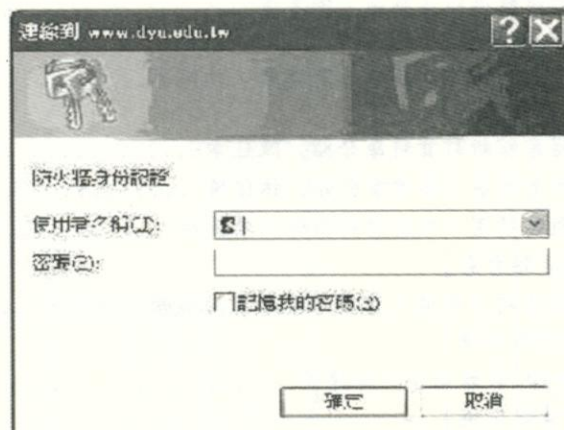 連線到 www.dyu.edu.tw
防火牆身份認證
使用者名稱(U):
密碼(P):
記憶我的密碼(R)
確定
取消